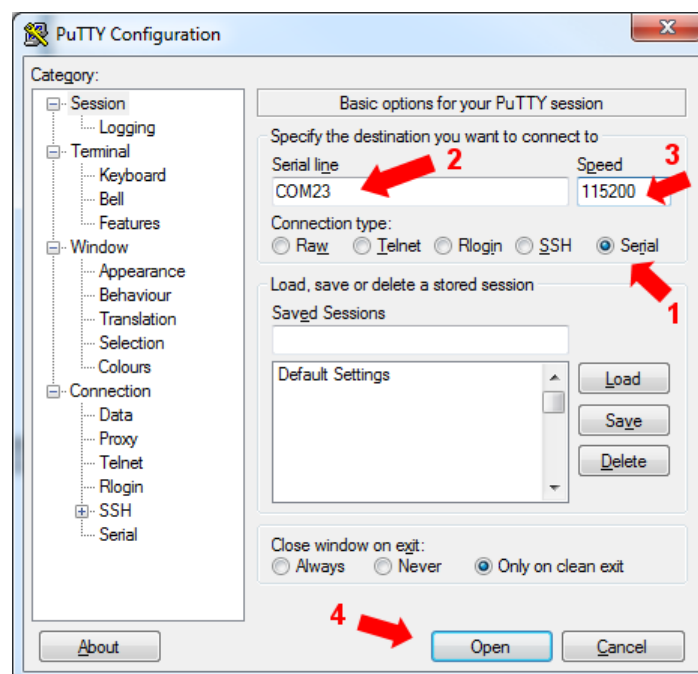 PuTTY Configuration
x
Category:
Session
Logging
Terminal
Keyboard
Bell
Features
Window
Appearance
Behaviour
Translation
Selection
Colours
Connection
Data
Proxy
Telnet
Rlogin
SSH
Serial
About
Basic options for your PuTTY session
Specify the destination you want to connect to
Serial line 2 Speed 3
COM23 115200
Connection type:
Raw Telnet Rlogin SSH Serial
1
Load, save or delete a stored session
Saved Sessions
Default Settings
Load
Save
Delete
Close window on exit:
Always Never Only on clean exit
4
Open Cancel